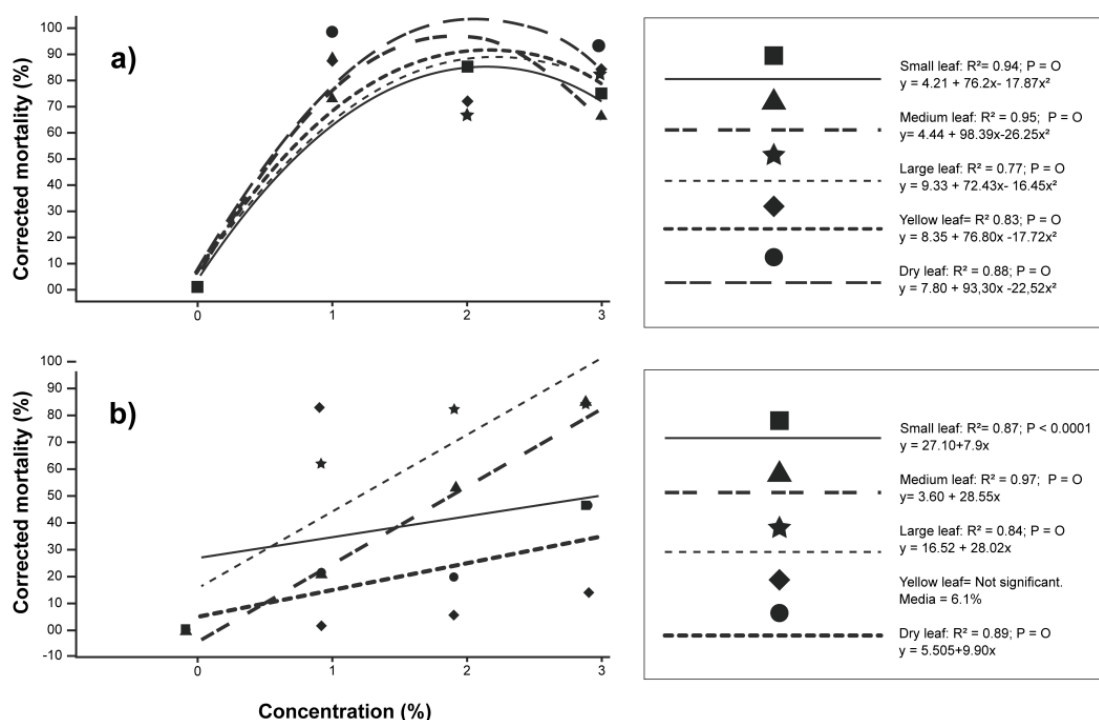 a)
Corrected mortality (%)
100
90
80
70
60
50
40
30
20
10
00
0 1 2 3
Small leaf: R²= 0.94; P = O
y = 4.21 + 76.2x- 17.87x²
Medium leaf: R² = 0.95; P = O
y= 4.44 + 98.39x-26.25x²
Large leaf: R² = 0.77; P = O
y = 9.33 + 72.43x- 16.45x²
Yellow leaf= R² 0.83; P = O
y = 8.35 + 76.80x -17.72x²
Dry leaf: R² = 0.88; P = O
y = 7.80 + 93,30x -22,52x²
b)
Corrected mortality (%)
100
90
80
70
60
50
40
30
20
10
00
-10
0 1 2 3
Concentration (%)
Small leaf: R²= 0.87; P < 0.0001
y = 27.10+7.9x
Medium leaf: R² = 0.97; P = O
y= 3.60 + 28.55x
Large leaf: R² = 0.84; P = O
y = 16.52 + 28.02x
Yellow leaf= Not significant.
Media = 6.1%
Dry leaf: R² = 0.89; P = O
y = 5.505+9.90x